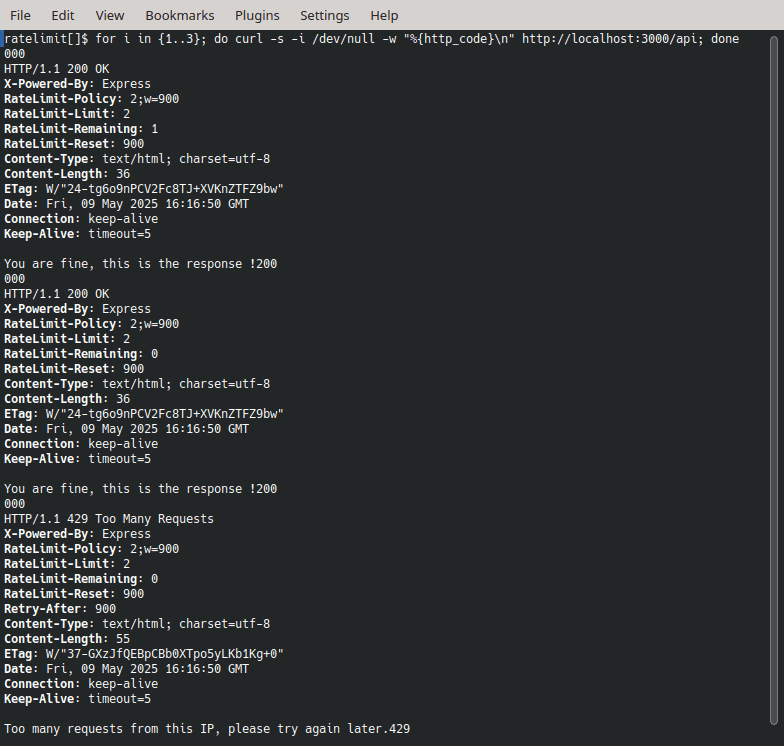 File Edit View Bookmarks Plugins Settings Help
ratelimit[]$ for i in {1..3}; do curl -s -i /dev/null -w "%{http_code}\n" http://localhost:3000/api; done
000
HTTP/1.1 200 OK
X-Powered-By: Express
RateLimit-Policy: 2;w=900
RateLimit-Limit: 2
RateLimit-Remaining: 1
RateLimit-Reset: 900
Content-Type: text/html; charset=utf-8
Content-Length: 36
ETag: W/"24-tg6o9nPCV2Fc8TJ+XVKnZTFZ9bw"
Date: Fri, 09 May 2025 16:16:50 GMT
Connection: keep-alive
Keep-Alive: timeout=5
You are fine, this is the response !200
000
HTTP/1.1 200 OK
X-Powered-By: Express
RateLimit-Policy: 2;w=900
RateLimit-Limit: 2
RateLimit-Remaining: 0
RateLimit-Reset: 900
Content-Type: text/html; charset=utf-8
Content-Length: 36
ETag: W/"24-tg6o9nPCV2Fc8TJ+XVKnZTFZ9bw"
Date: Fri, 09 May 2025 16:16:50 GMT
Connection: keep-alive
Keep-Alive: timeout=5
You are fine, this is the response !200
000
HTTP/1.1 429 Too Many Requests
X-Powered-By: Express
RateLimit-Policy: 2;w=900
RateLimit-Limit: 2
RateLimit-Remaining: 0
RateLimit-Reset: 900
Retry-After: 900
Content-Type: text/html; charset=utf-8
Content-Length: 55
ETag: W/"37-GXzJfQEBpCBb0XTpo5yLKb1Kg+0"
Date: Fri, 09 May 2025 16:16:50 GMT
Connection: keep-alive
Keep-Alive: timeout=5
Too many requests from this IP, please try again later.429